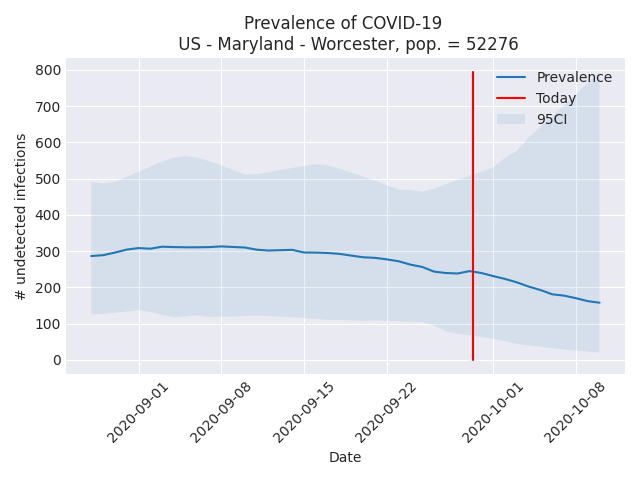 Prevalence of COVID-19
US - Maryland - Worcester, pop. = 52276
800
700
600
500
400
300
200
100
0
# undetected infections
Prevalence
Today
95CI
2020-09-01
2020-09-08
2020-09-15
2020-09-22
2020-10-01
2020-10-08
Date